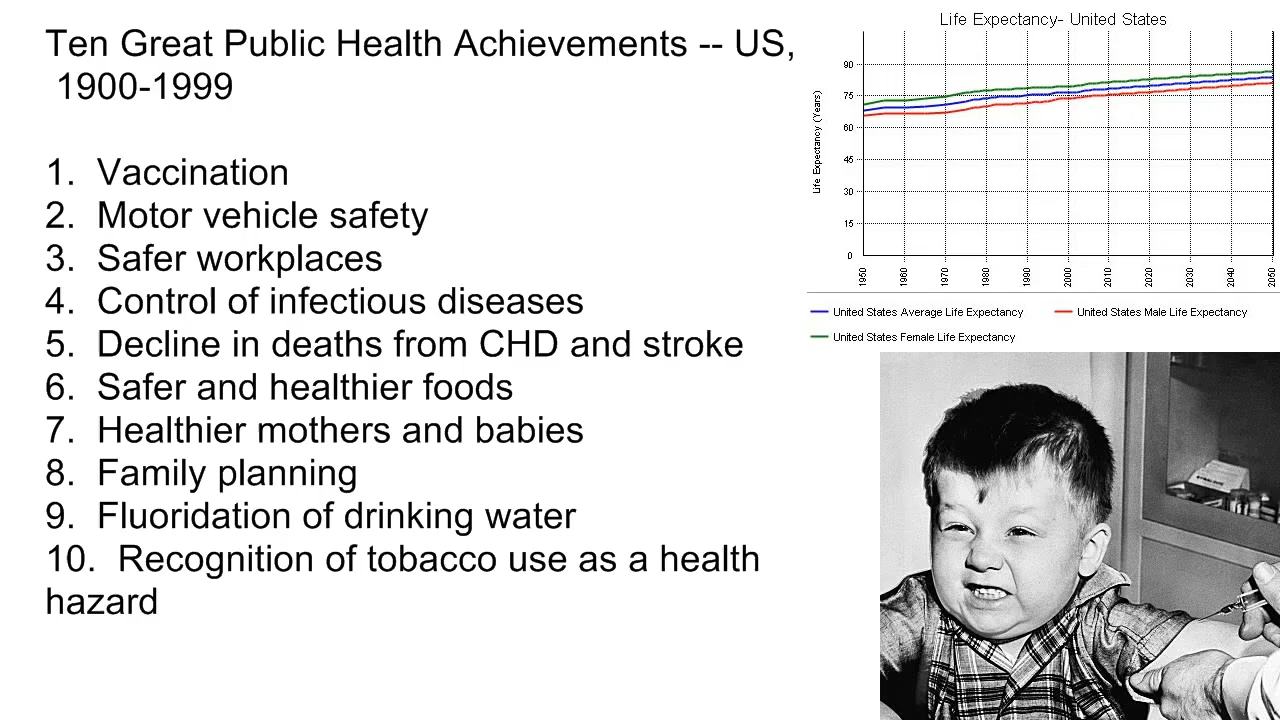 Ten Great Public Health Achievements -- US,
1900-1999
1. Vaccination
2. Motor vehicle safety
3. Safer workplaces
4. Control of infectious diseases
5. Decline in deaths from CHD and stroke
6. Safer and healthier foods
7. Healthier mothers and babies
8. Family planning
9. Fluoridation of drinking water
10. Recognition of tobacco use as a health
hazard
Life Expectancy- United States
Life Expectancy (Years)
90
75
60
45
30
15
0
1950 1960 1970 1980 1990 2000 2010 2020 2030 2040 2050
United States Average Life Expectancy United States Male Life Expectancy
United States Female Life Expectancy